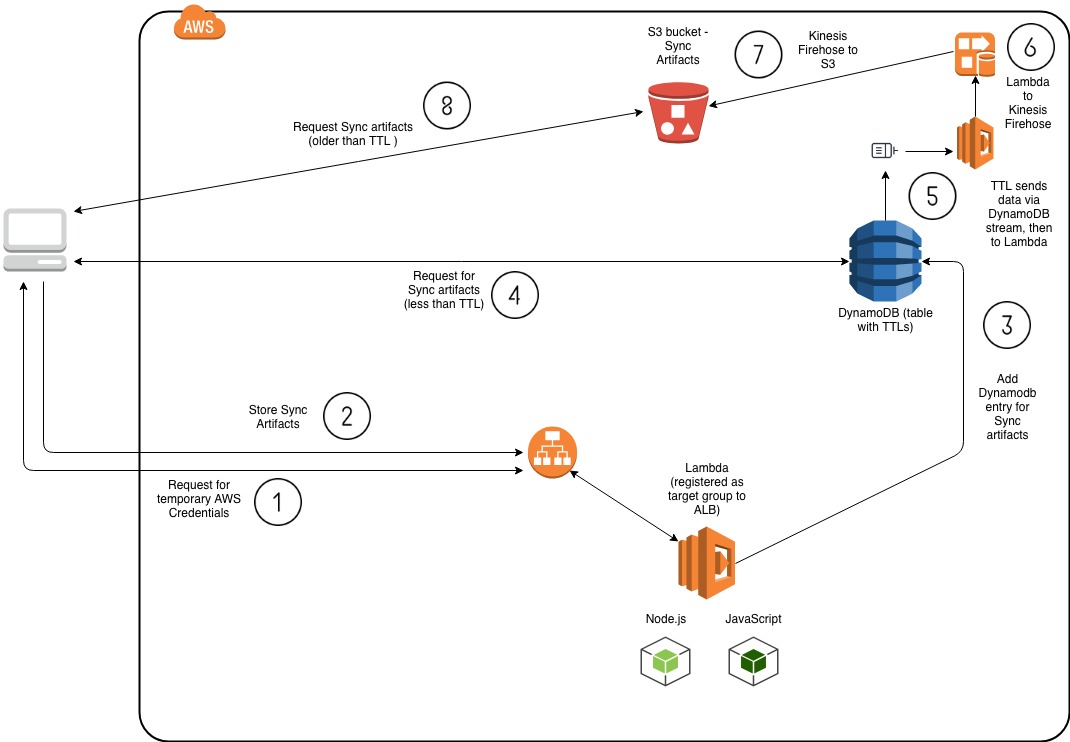 AWS
S3 bucket -
Sync
Artifacts
7
Kinesis
Firehose to
S3
6
Lambda
to
Kinesis
Firehose
8
Request Sync artifacts
(older than TTL )
5
TTL sends
data via
DynamoDB
stream, then
to Lambda
Request for
Sync artifacts
(less than TTL)
4
DynamoDB (table
with TTLs)
3
Add
Dynamodb
entry for
Sync
artifacts
Store Sync
Artifacts
2
Request for
temporary AWS
Credentials
1
Lambda
(registered as
target group to
ALB)
Node.js
JavaScript